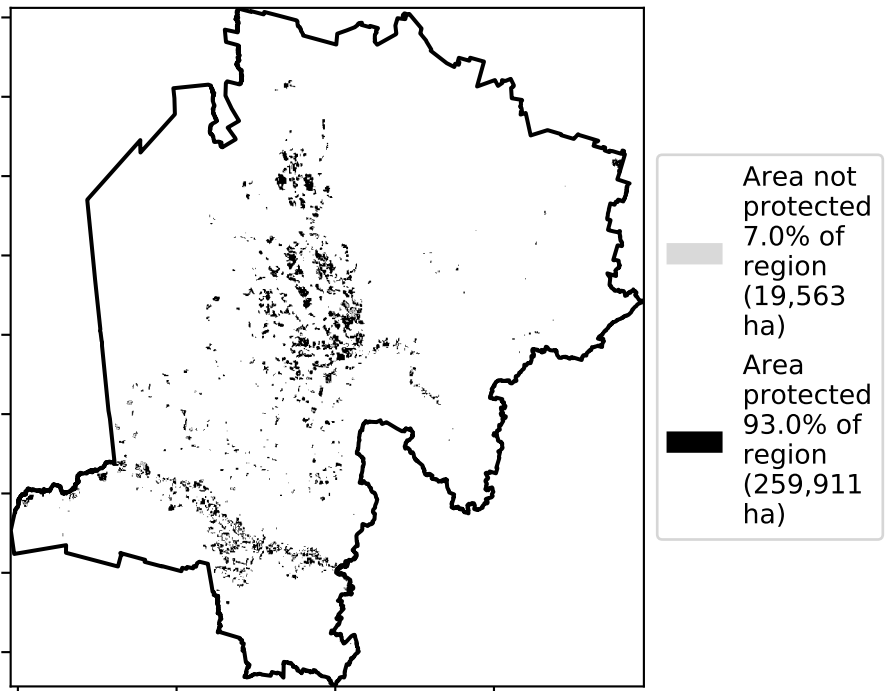 Area not
protected
7.0% of
region
(19,563
ha)
Area
protected
93.0% of
region
(259,911
ha)